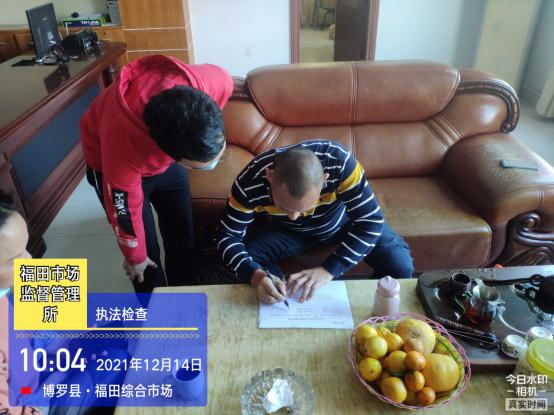 福田市场
监督管理
所
执法检查
10:04
2021年12月14日
博罗县·福田综合市场
今日水印
-相机-
真实时间